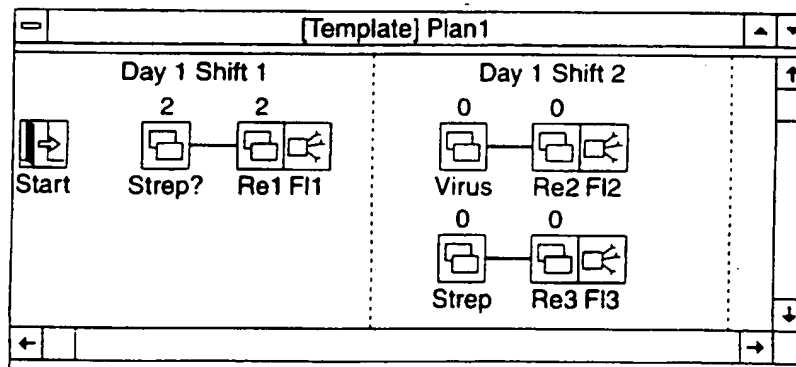 [Template] Plan1
Day 1 Shift 1 Day 1 Shift 2
2 2 0 0
Start Strep? Re1 Fl1 Virus Re2 Fl2
0 0
Strep Re3 Fl3